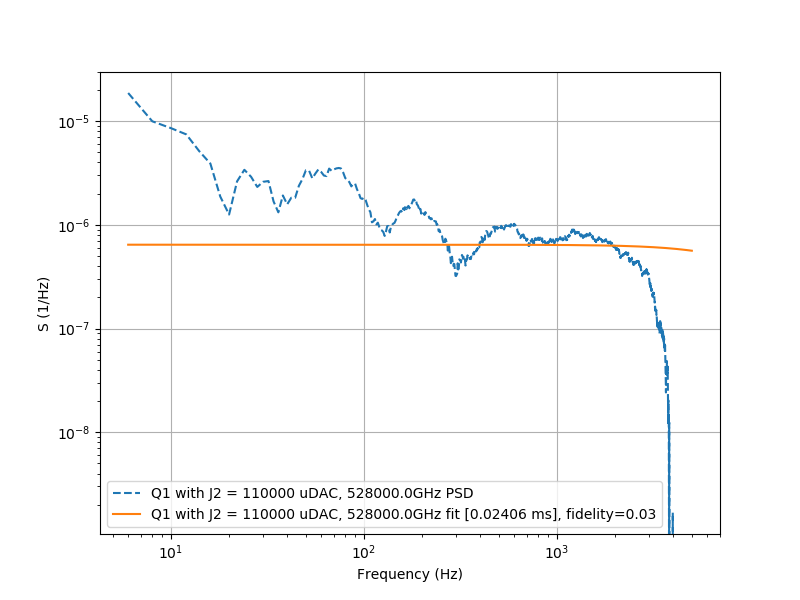 S (1/Hz)
10⁻⁵
10⁻⁶
10⁻⁷
10⁻⁸
Q1 with J2 = 110000 uDAC, 528000.0GHz PSD
Q1 with J2 = 110000 uDAC, 528000.0GHz fit [0.02406 ms], fidelity=0.03
10¹ 10² 10³
Frequency (Hz)